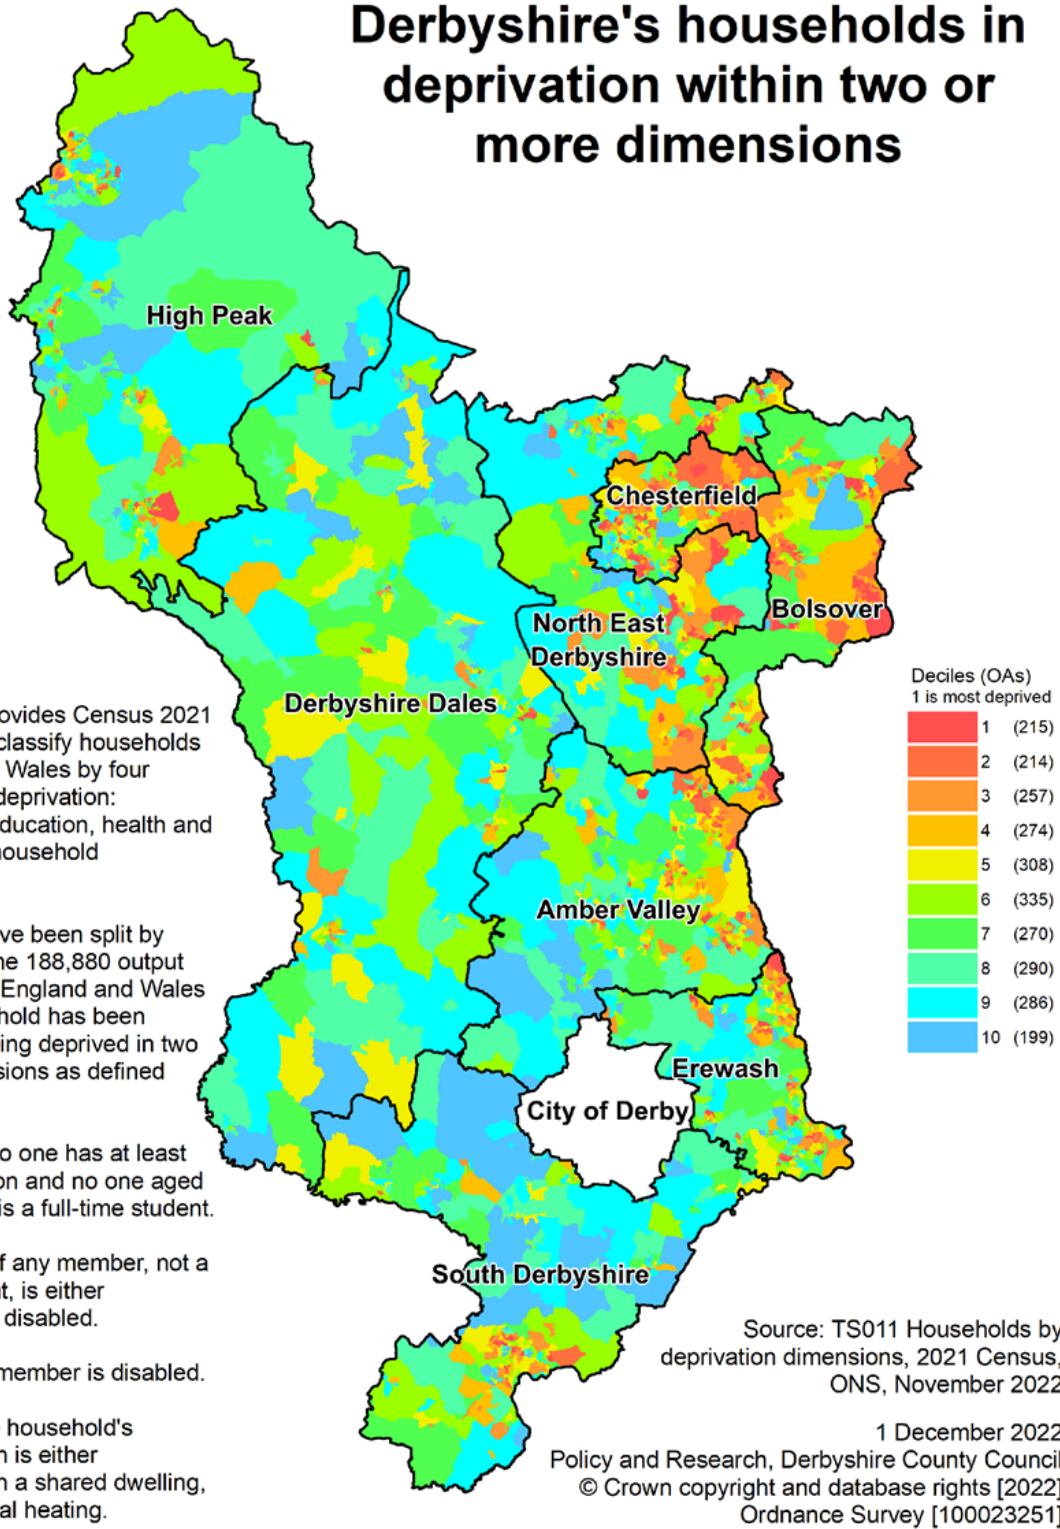 Derbyshire's households in
deprivation within two or
more dimensions
High Peak
Chesterfield
Bolsover
North East
Derbyshire
Derbyshire Dales
Amber Valley
Erewash
City of Derby
South Derbyshire
ovides Census 2021
classify households
Wales by four
deprivation:
ducation, health and
ousehold
ve been split by
he 188,880 output
England and Wales
hold has been
ing deprived in two
sions as defined
o one has at least
on and no one aged
is a full-time student.
f any member, not a
t, is either
disabled.
member is disabled.
household's
n is either
n a shared dwelling,
al heating.
Deciles (OAs)
1 is most deprived
1 (215)
2 (214)
3 (257)
4 (274)
5 (308)
6 (335)
7 (270)
8 (290)
9 (286)
10 (199)
Source: TS011 Households by
deprivation dimensions, 2021 Census,
ONS, November 2022
1 December 2022
Policy and Research, Derbyshire County Council
© Crown copyright and database rights [2022]
Ordnance Survey [100023251]